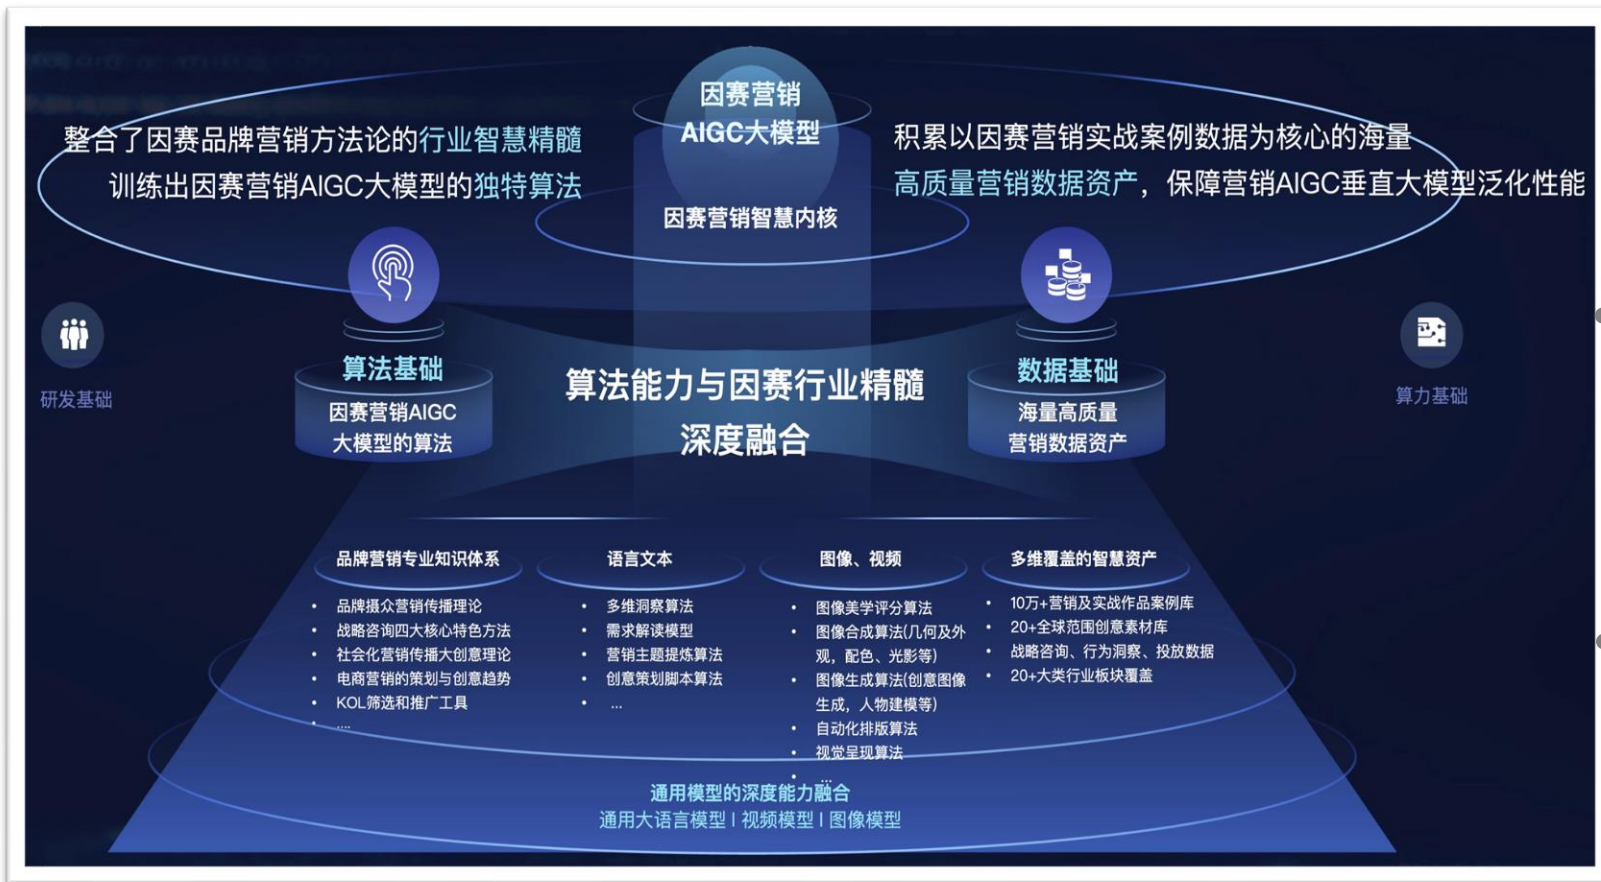 因赛营销
AIGC大模型
整合了因赛品牌营销方法论的行业智慧精髓
训练出因赛营销AIGC大模型的独特算法
积累以因赛营销实战案例数据为核心的海量
高质量营销数据资产，保障营销AIGC垂直大模型泛化性能
因赛营销智慧内核
研发基础
算法基础
因赛营销AIGC
大模型的算法
算法能力与因赛行业精髓
深度融合
数据基础
海量高质量
营销数据资产
算力基础
品牌营销专业知识体系
• 品牌摄众营销传播理论
• 战略咨询四大核心特色方法
• 社会化营销传播大创意理论
• 电商营销的策划与创意趋势
• KOL筛选和推广工具
• ....
语言文本
• 多维洞察算法
• 需求解读模型
• 营销主题提炼算法
• 创意策划脚本算法
• ...
图像、视频
• 图像美学评分算法
• 图像合成算法(几何及外
观，配色、光影等)
• 图像生成算法(创意图像
生成，人物建模等)
• 自动化排版算法
• 视觉呈现算法
• ...
多维覆盖的智慧资产
• 10万+营销及实战作品案例库
• 20+全球范围创意素材库
• 战略咨询、行为洞察、投放数据
• 20+大类行业板块覆盖
通用模型的深度能力融合
通用大语言模型 | 视频模型 | 图像模型